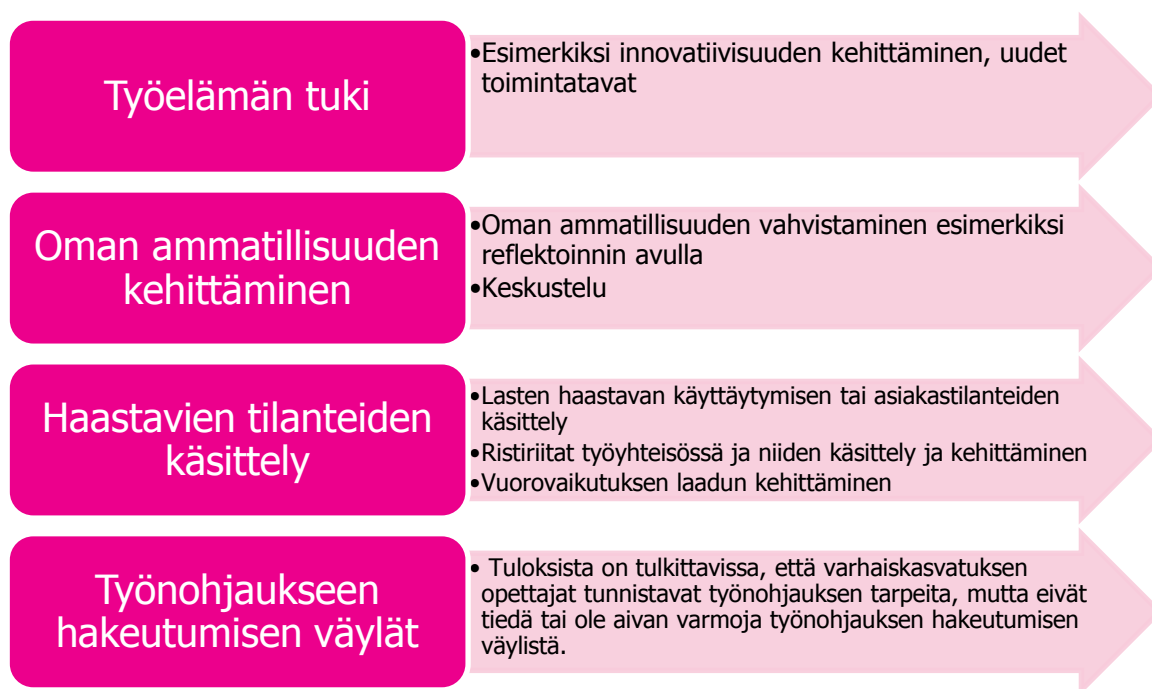 Työelämän tuki
•Esimerkiksi innovatiivisuuden kehittäminen, uudet
toimintatavat
Oman ammatillisuuden
kehittäminen
•Oman ammatillisuuden vahvistaminen esimerkiksi
reflektoinnin avulla
•Keskustelu
Haastavien tilanteiden
käsittely
•Lasten haastavan käyttäytymisen tai asiakastilanteiden
käsittely
•Ristiriitat työyhteisössä ja niiden käsittely ja kehittäminen
•Vuorovaikutuksen laadun kehittäminen
Työnohjaukseen
hakeutumisen väylät
• Tuloksista on tulkittavissa, että varhaiskasvatuksen
opettajat tunnistavat työnohjauksen tarpeita, mutta eivät
tiedä tai ole aivan varmoja työnohjauksen hakeutumisen
väylistä.